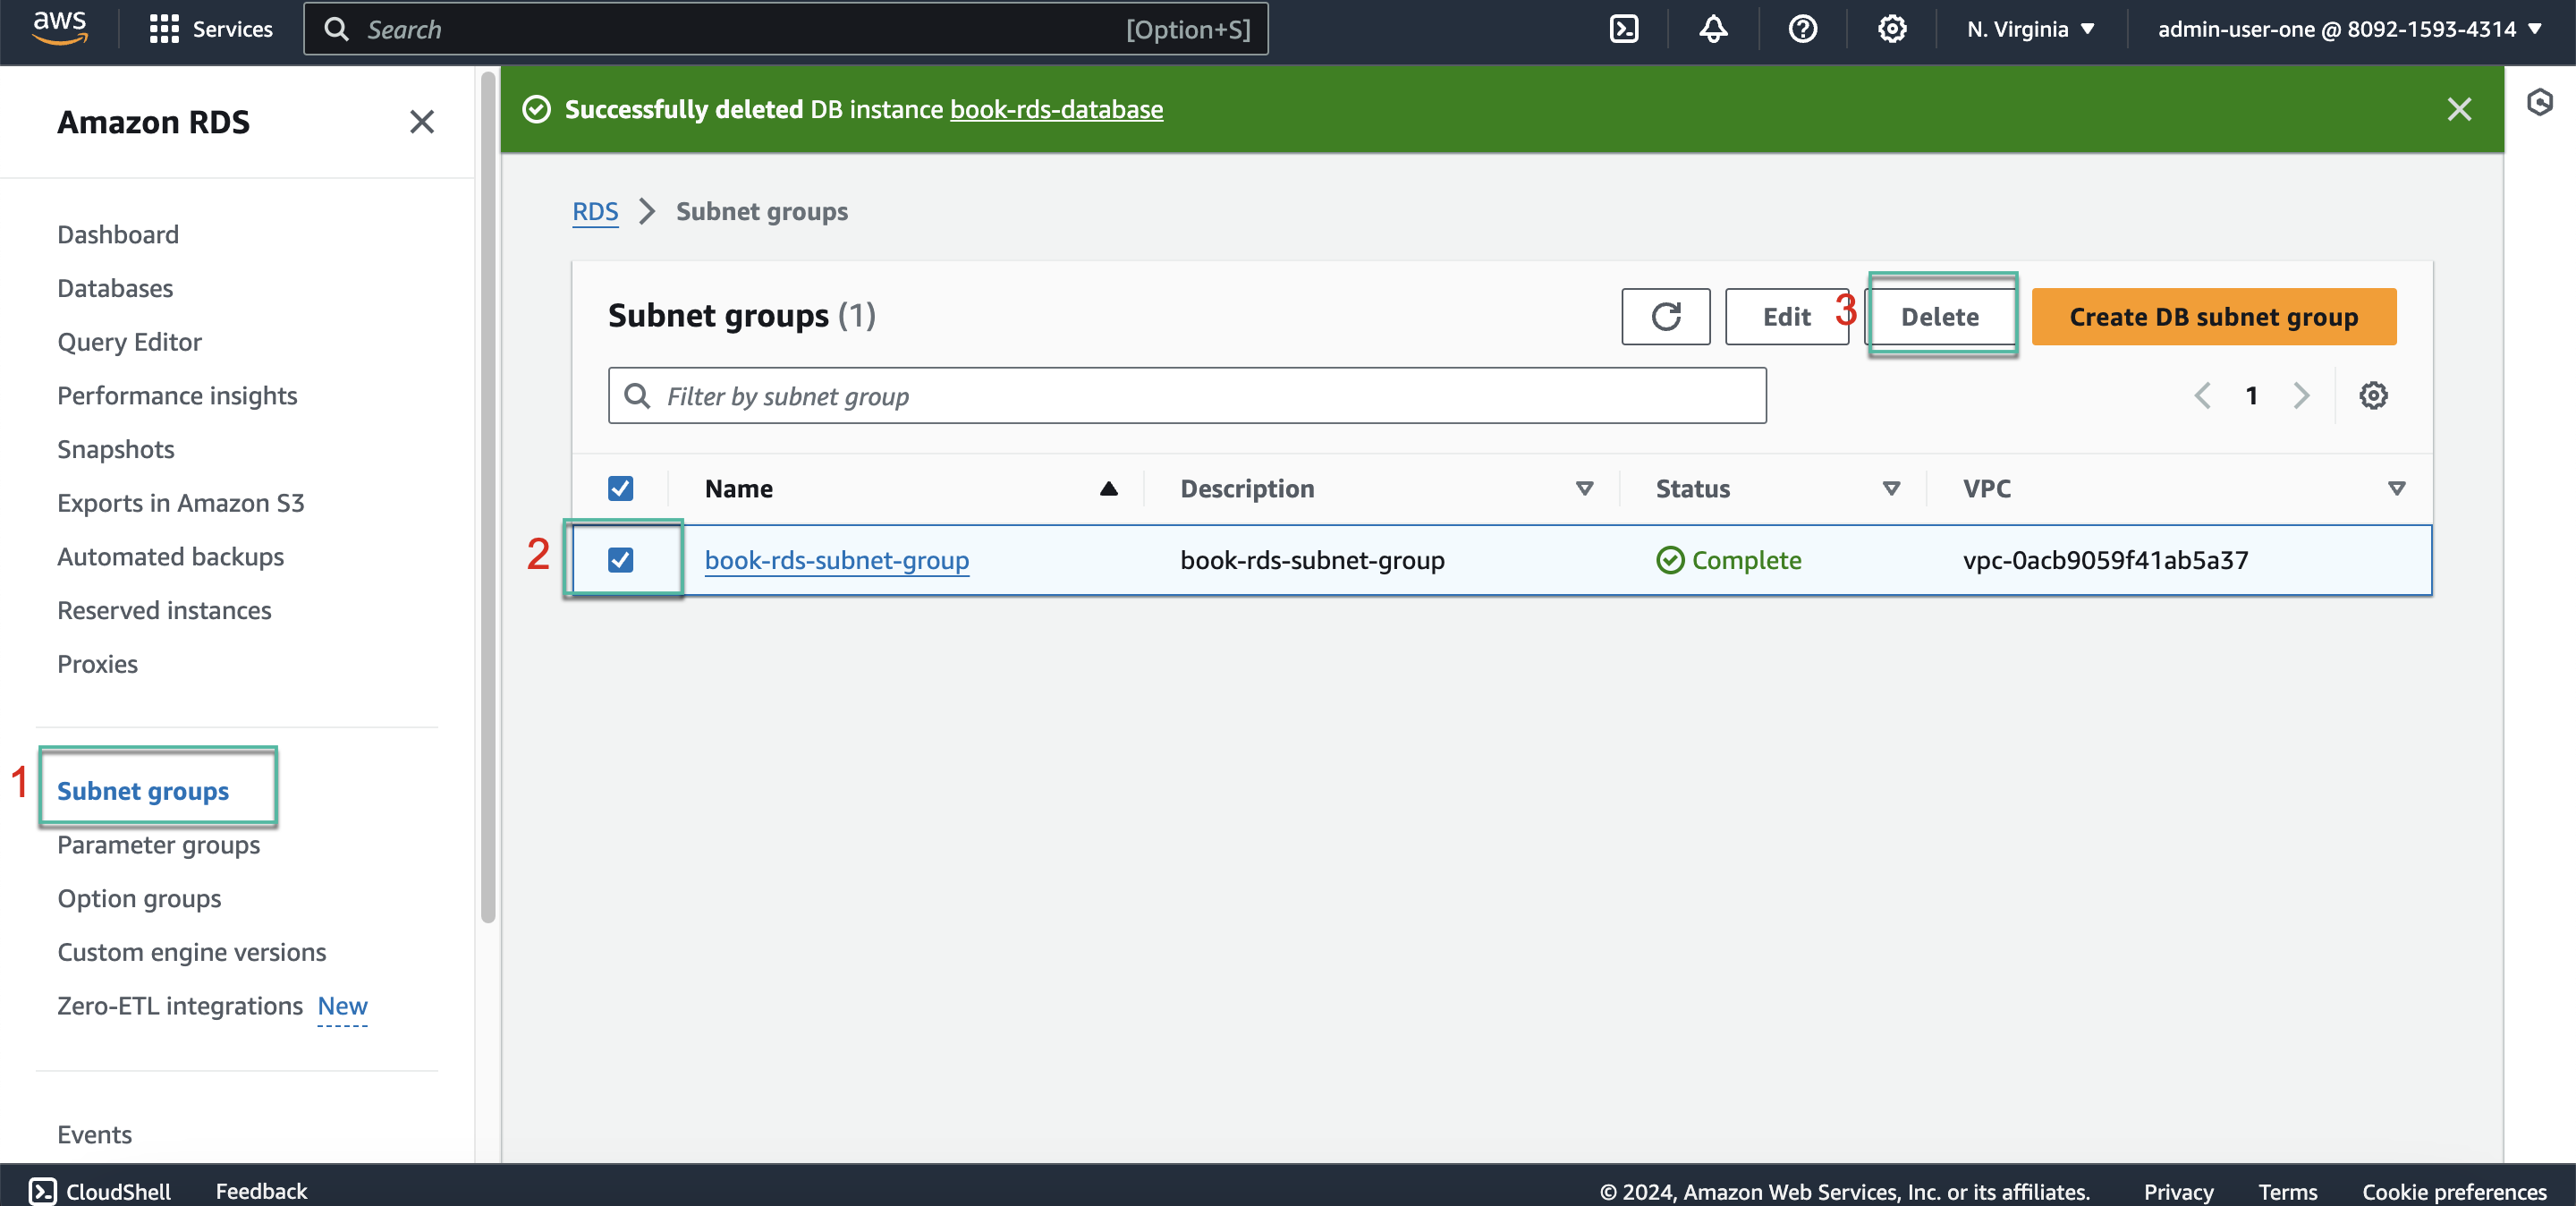 aws Services Search [Option+S] N. Virginia admin-user-one @ 8092-1593-4314
Amazon RDS
Dashboard
Databases
Query Editor
Performance insights
Snapshots
Exports in Amazon S3
Automated backups
Reserved instances
Proxies
1 Subnet groups
Parameter groups
Option groups
Custom engine versions
Zero-ETL integrations New
Events
Successfully deleted DB instance book-rds-database
RDS Subnet groups
Subnet groups (1) Edit 3 Delete Create DB subnet group
Filter by subnet group 1
Name Description Status VPC
2 book-rds-subnet-group book-rds-subnet-group Complete vpc-0acb9059f41ab5a37
CloudShell Feedback © 2024, Amazon Web Services, Inc. or its affiliates. Privacy Terms Cookie preferences